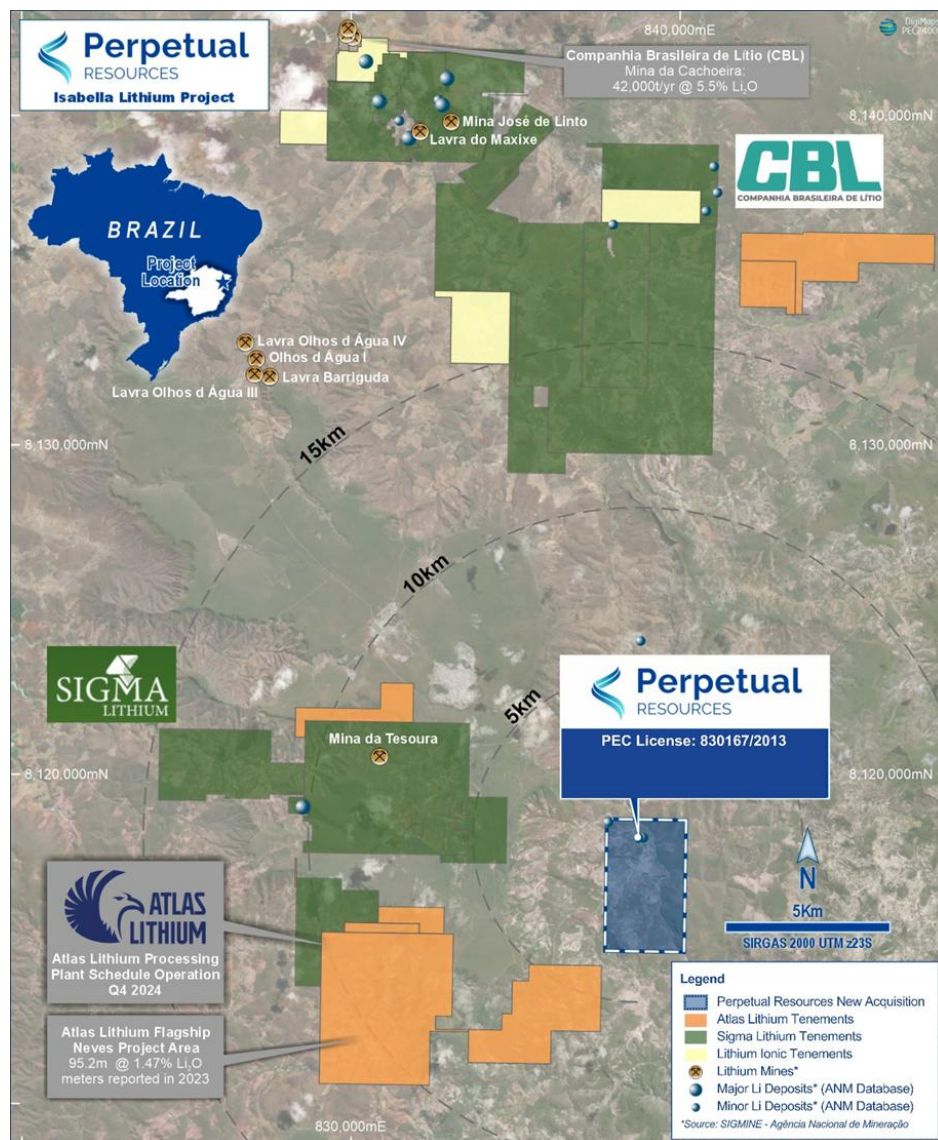 Perpetual
RESOURCES
Isabella Lithium Project
840,000mE
DigiMaps
Companhia Brasileira de Lítio (CBL)
Mina da Cachoeira:
42,000t/yr @ 5.5% Li₂O
8,140,000mN
Mina José de Linto
Lavra do Maxixe
CBL
COMPANHIA BRASILEIRA DE LÍTIO
BRAZIL
Project
Location
Lavra Olhos d Água IV
Olhos d Água I
Lavra Barriguda
Lavra Olhos d Água III
15km
8,130,000mN
8,130,000mN
10km
5km
SIGMA
LITHIUM
Perpetual
RESOURCES
PEC License: 830167/2013
Mina da Tesoura
8,120,000mN
8,120,000mN
N
5Km
SIRGAS 2000 UTM z23S
ATLAS
LITHIUM
Atlas Lithium Processing
Plant Schedule Operation
Q4 2024
Atlas Lithium Flagship
Neves Project Area
95.2m @ 1.47% Li₂O
meters reported in 2023
Legend
Perpetual Resources New Acquisition
Atlas Lithium Tenements
Sigma Lithium Tenements
Lithium Ionic Tenements
Lithium Mines*
Major Li Deposits* (ANM Database)
Minor Li Deposits* (ANM Database)
*Source: SIGMINE - Agência Nacional de Mineração
830,000mE